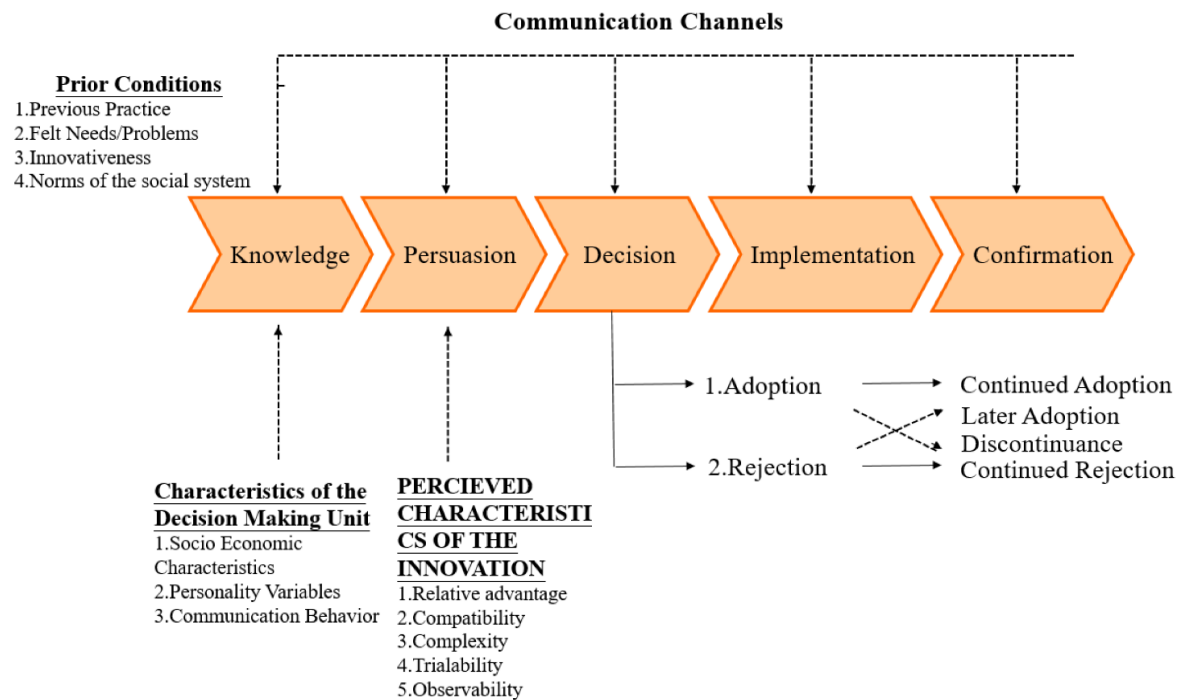 Communication Channels
Prior Conditions
1.Previous Practice
2.Felt Needs/Problems
3.Innovativeness
4.Norms of the social system
Knowledge
Persuasion
Decision
Implementation
Confirmation
1.Adoption
Continued Adoption
Later Adoption
Discontinuance
2.Rejection
Continued Rejection
Characteristics of the
Decision Making Unit
1.Socio Economic
Characteristics
2.Personality Variables
3.Communication Behavior
PERCIEVED
CHARACTERISTI
CS OF THE
INNOVATION
1.Relative advantage
2.Compatibility
3.Complexity
4.Trialability
5.Observability